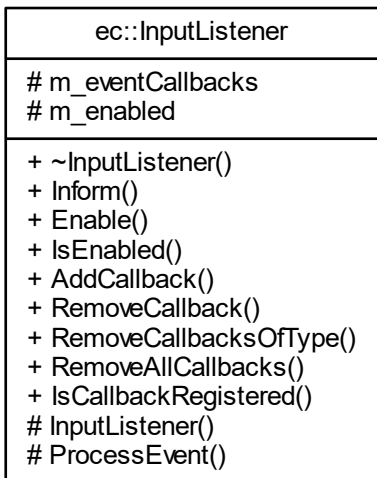 ec::InputListener
# m_eventCallbacks
# m_enabled
+ ~InputListener()
+ Inform()
+ Enable()
+ IsEnabled()
+ AddCallback()
+ RemoveCallback()
+ RemoveCallbacksOfType()
+ RemoveAllCallbacks()
+ IsCallbackRegistered()
# InputListener()
# ProcessEvent()